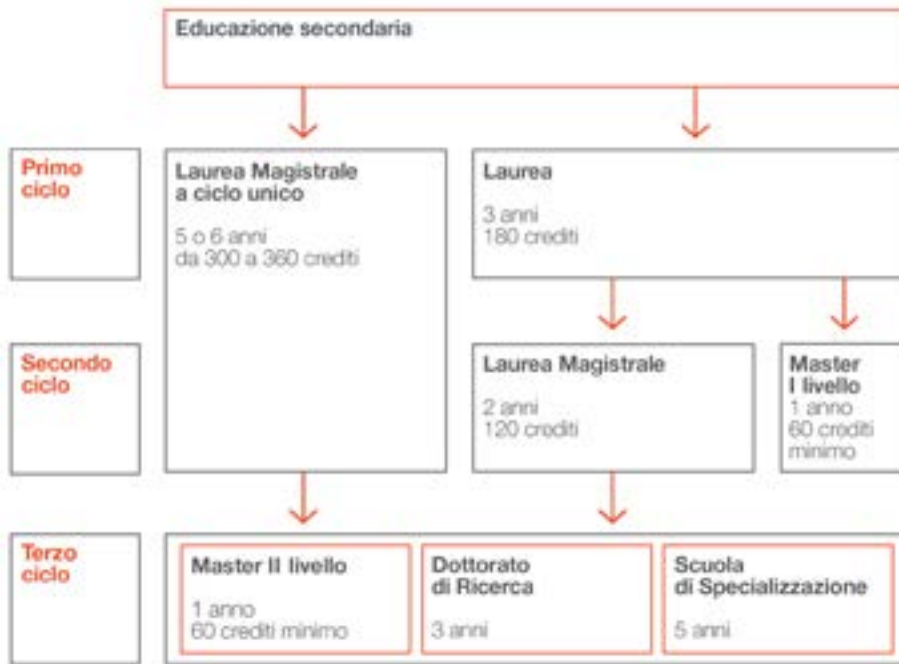 Educazione secondaria
Primo
ciclo
Laurea Magistrale
a ciclo unico
5 o 6 anni
da 300 a 360 crediti
Laurea
3 anni
180 crediti
Secondo
ciclo
Laurea Magistrale
2 anni
120 crediti
Master
I livello
1 anno
60 crediti
minimo
Terzo
ciclo
Master II livello
1 anno
60 crediti minimo
Dottorato
di Ricerca
3 anni
Scuola
di Specializzazione
5 anni